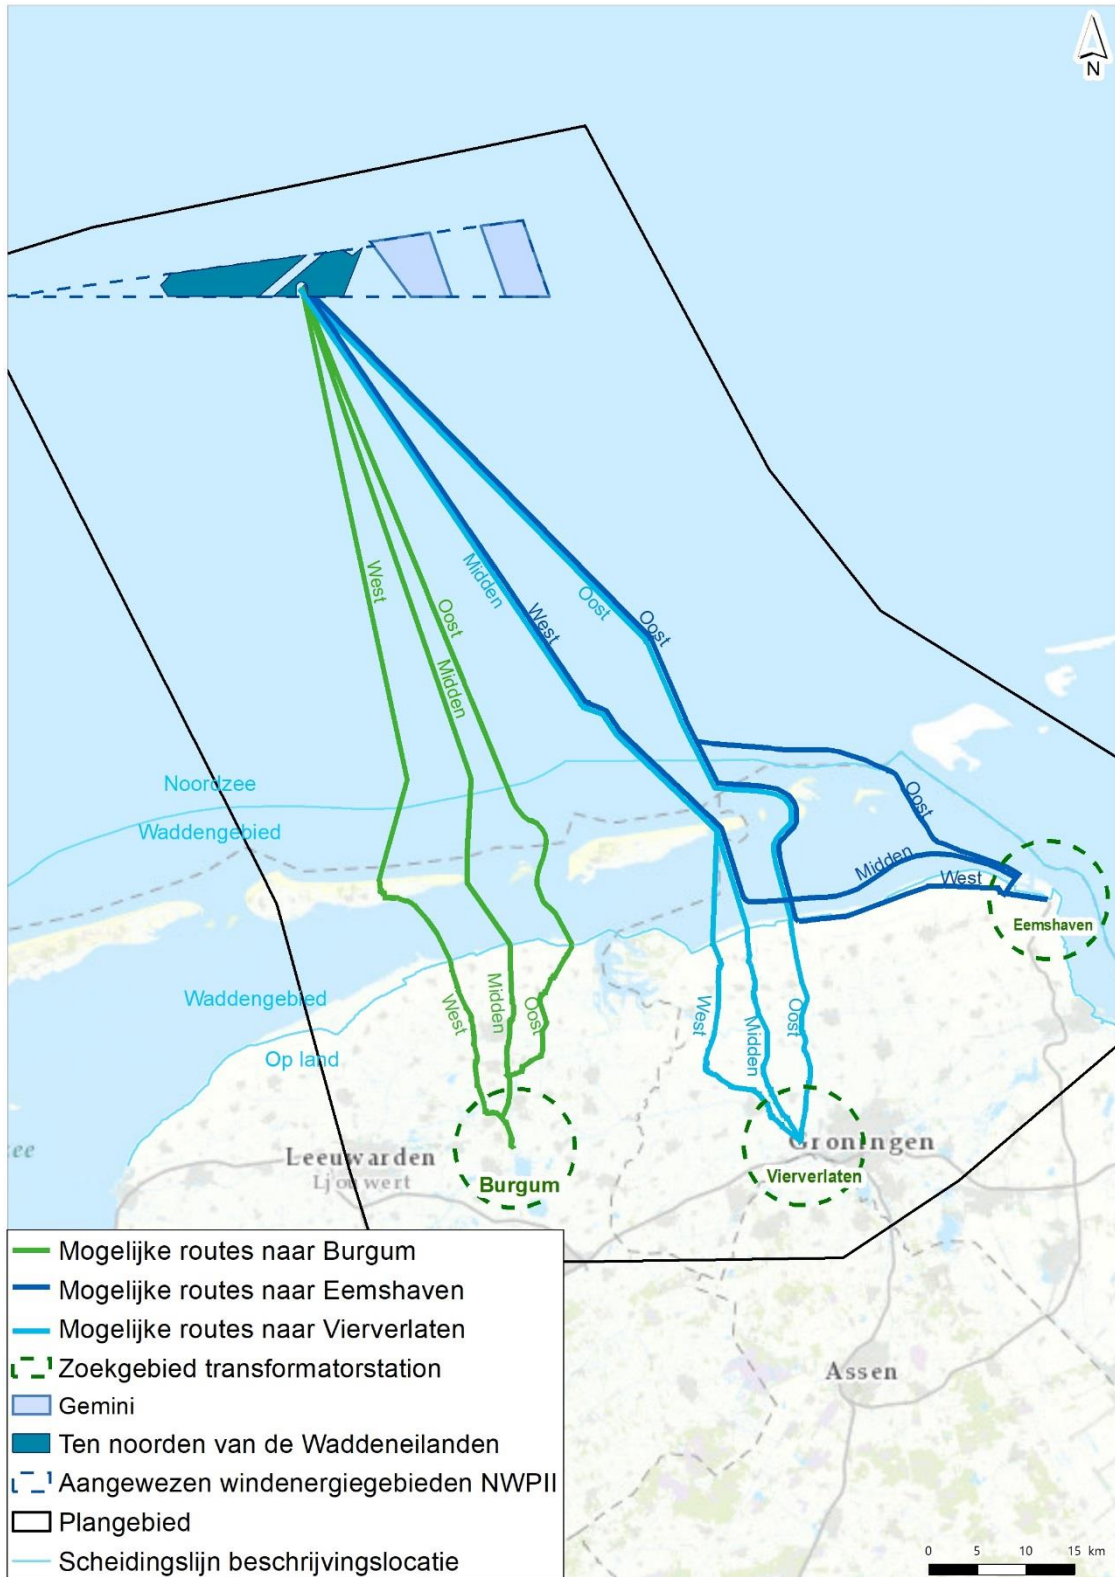 N
West
Oost
Midden
Midden
West
Oost
Oost
Noordzee
Waddengebied
Oost
Midden
West
Eemshaven
Waddengebied
Op land
West
Midden
Oost
West
Midden
Oost
zee
Leeuwarden
Ljouwert
Burgum
Groningen
Vierverlaten
Assen
Mogelijke routes naar Burgum
Mogelijke routes naar Eemshaven
Mogelijke routes naar Vierverlaten
Zoekgebied transformatorstation
Gemini
Ten noorden van de Waddeneilanden
Aangewezen windenergiegebieden NWPII
Plangebied
Scheidingslijn beschrijvingslocatie
0 5 10 15 km